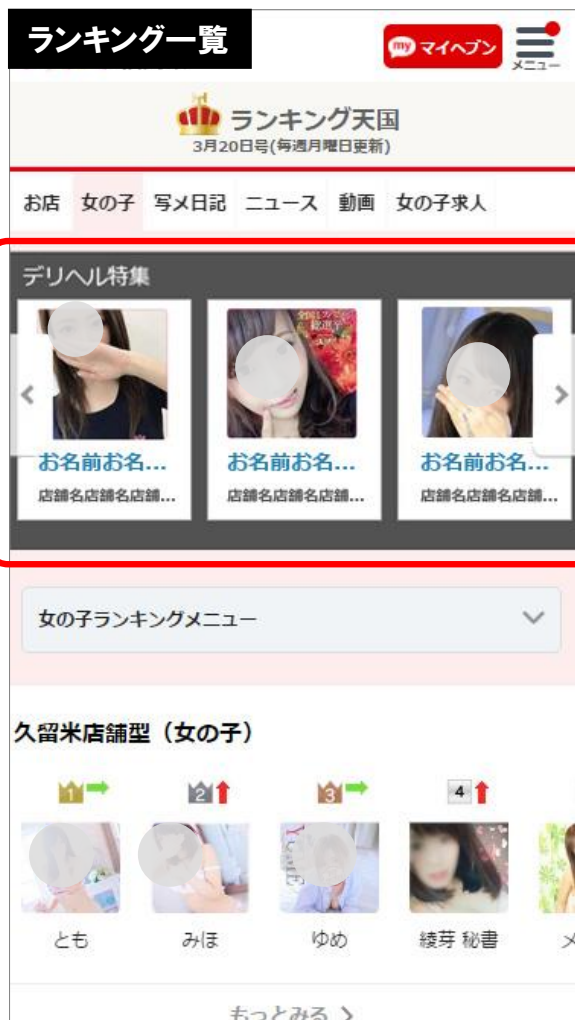 ランキング一覧
my マイヘブン
メニュー
ランキング天国
3月20日号(毎週月曜日更新)
お店 女の子 写メ日記 ニュース 動画 女の子求人
デリヘル特集
お名前お名... お名前お名... お名前お名...
店舗名店舗名店舗... 店舗名店舗名店舗... 店舗名店舗名店舗...
女の子ランキングメニュー
久留米店舗型（女の子）
1 2 3 4
とも みほ ゆめ 綾芽 秘書 メ
もっとみる